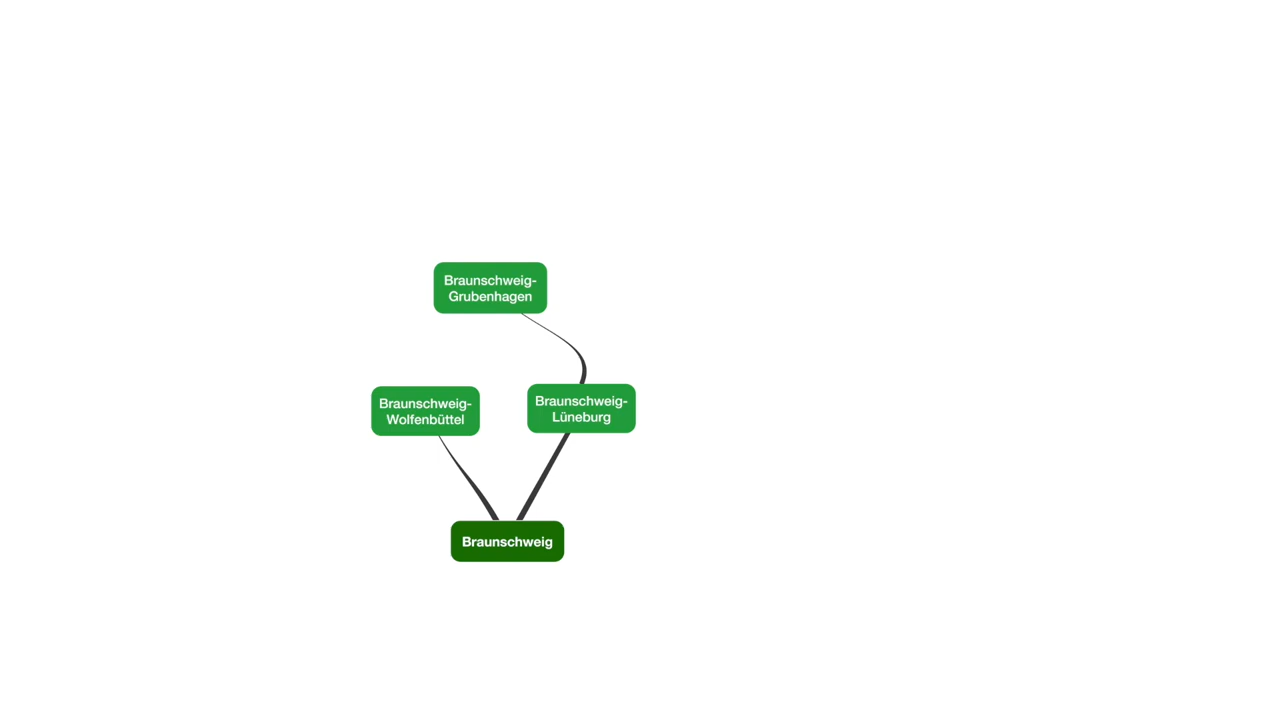 Braunschweig-
Grubenhagen
Braunschweig-
Wolfenbüttel
Braunschweig-
Lüneburg
Braunschweig